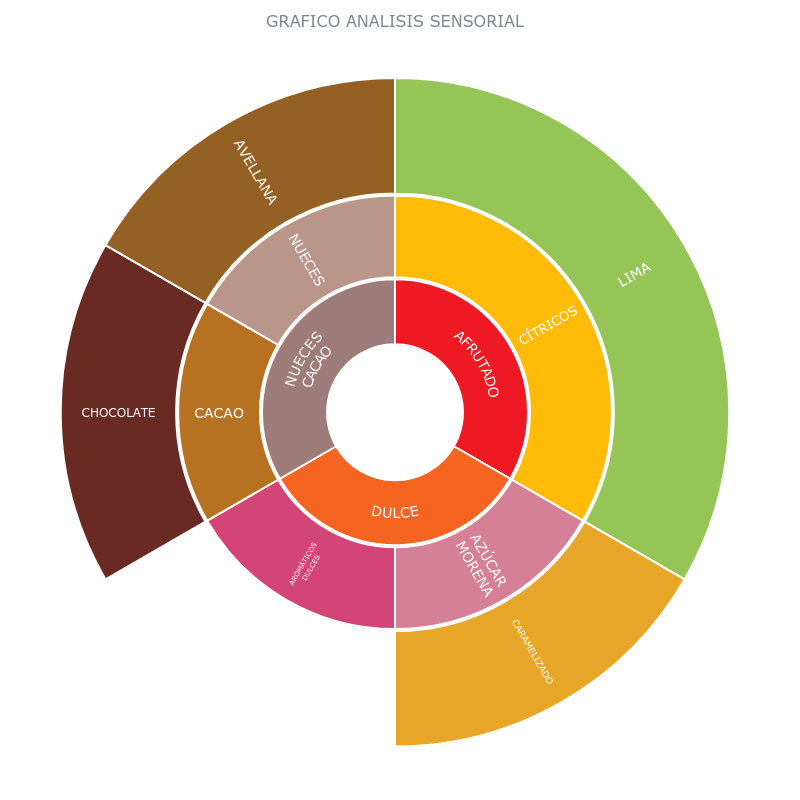 GRAFICO ANALISIS SENSORIAL
AVELLANA
LIMA
NUECES
CÍTRICOS
NUECES
CACAO
AFRUTADO
CHOCOLATE
CACAO
DULCE
AROMÁTICOS
DULCES
AZÚCAR
MORENA
CARAMELIZADO